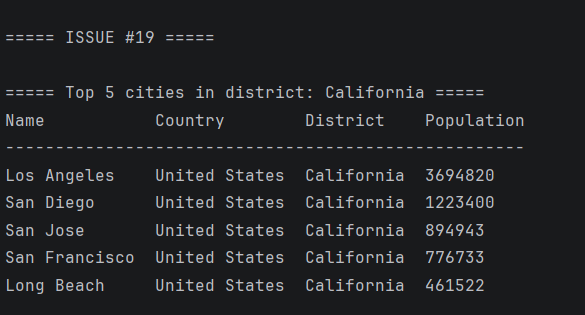 ===== ISSUE #19 =====
===== Top 5 cities in district: California =====
Name Country District Population
----------------------------------------------------
Los Angeles United States California 3694820
San Diego United States California 1223400
San Jose United States California 894943
San Francisco United States California 776733
Long Beach United States California 461522